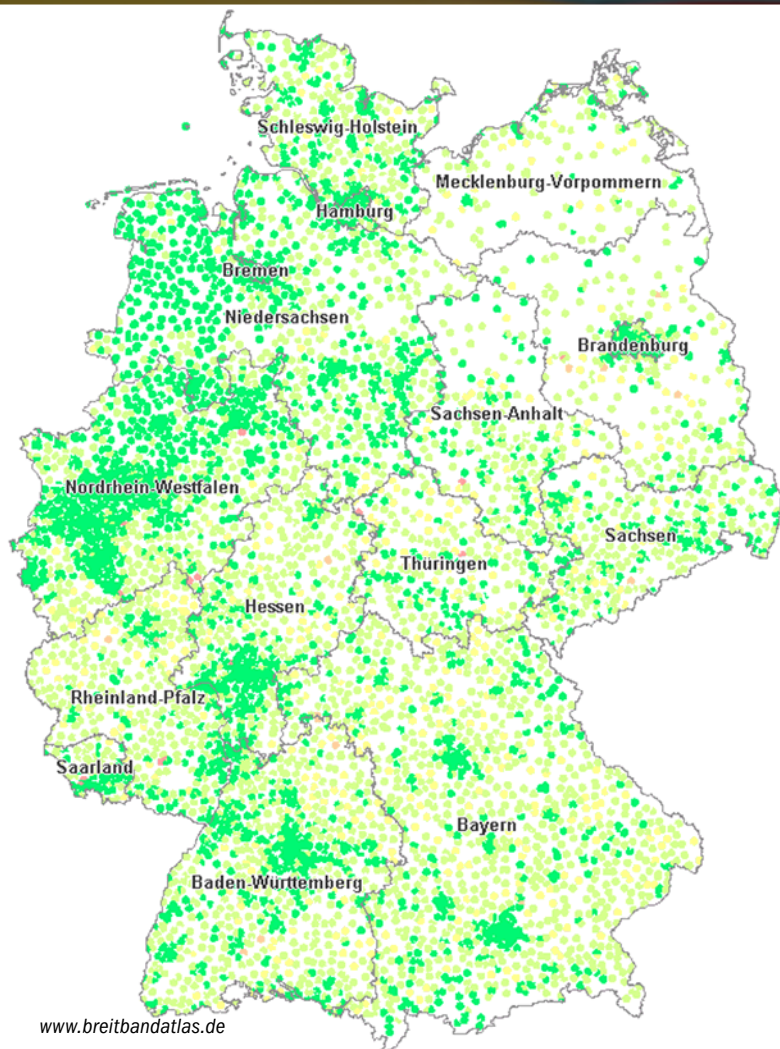 Schleswig-Holstein
Mecklenburg-Vorpommern
Hamburg
Bremen
Niedersachsen
Brandenburg
Sachsen-Anhalt
Nordrhein-Westfalen
Sachsen
Thüringen
Hessen
Rheinland-Pfalz
Saarland
Bayern
Baden-Württemberg
www.breitbandatlas.de